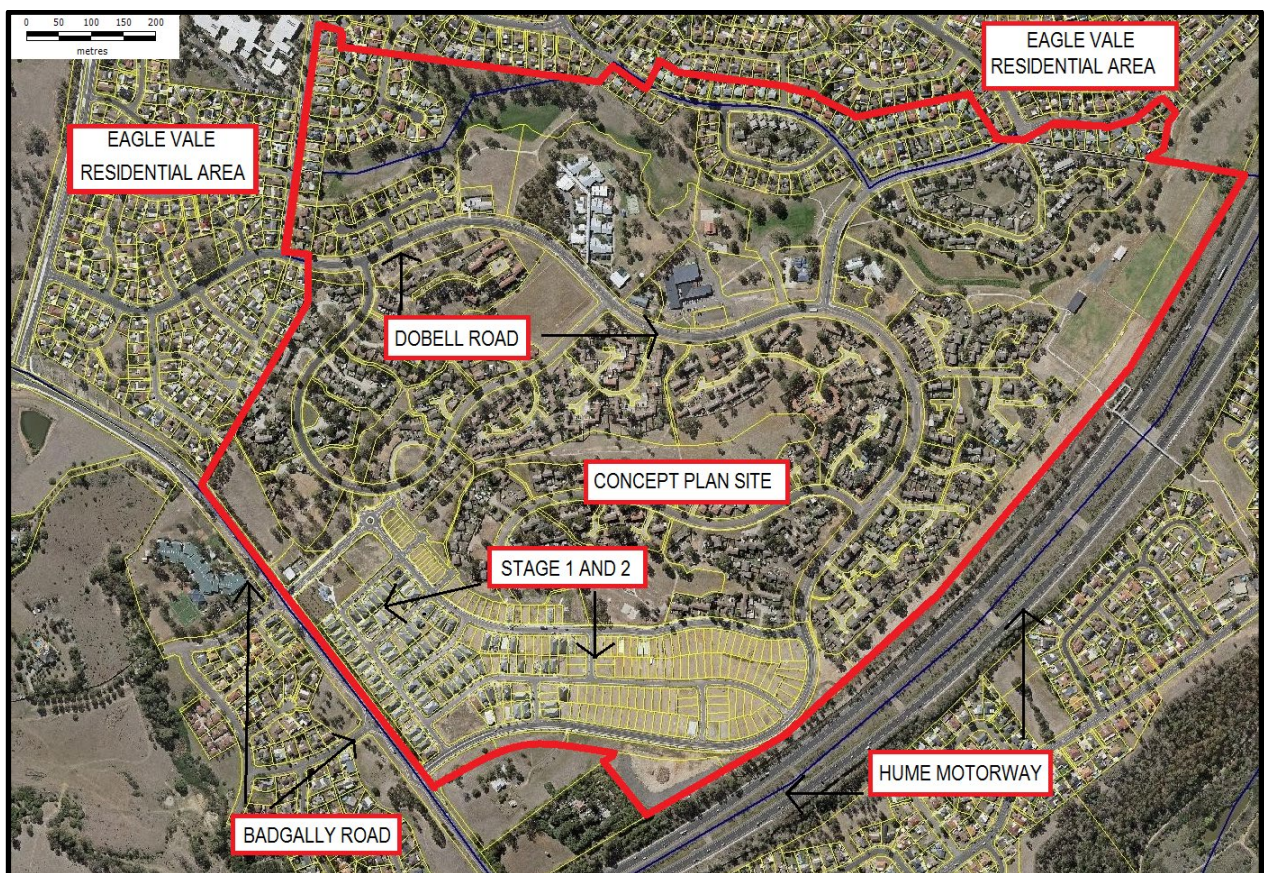 0 50 100 150 200
metres
EAGLE VALE
RESIDENTIAL AREA
EAGLE VALE
RESIDENTIAL AREA
DOBELL ROAD
CONCEPT PLAN SITE
STAGE 1 AND 2
HUME MOTORWAY
BADGALLY ROAD